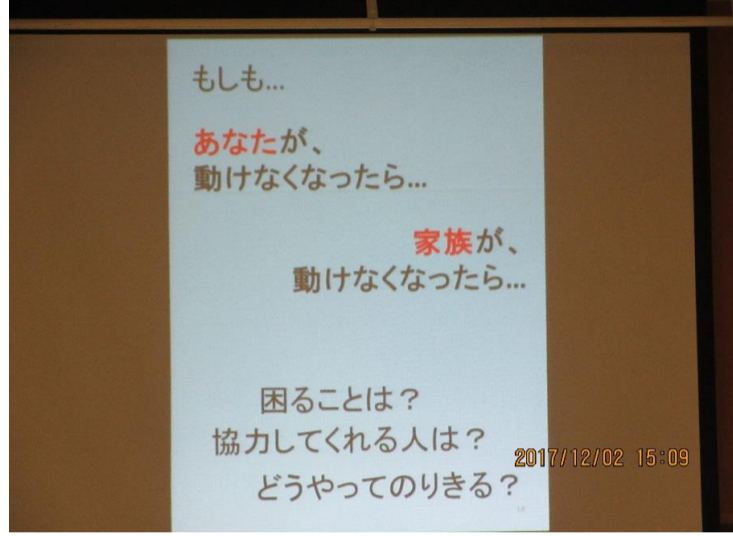 もしも...
あなたが、
動けなくなったら...
家族が、
動けなくなったら...
困ることは？
協力してくれる人は？
どうやってのりきる？
2017/12/02 15:09